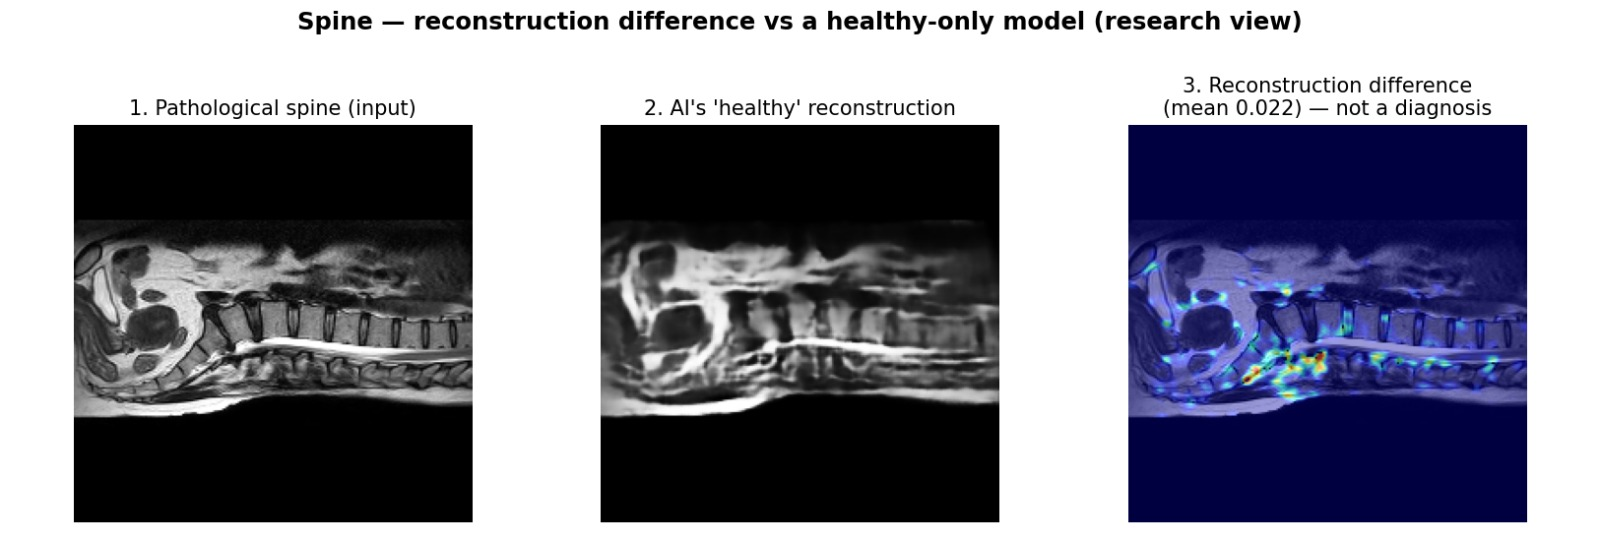 Spine — reconstruction difference vs a healthy-only model (research view)
1. Pathological spine (input)
2. AI's 'healthy' reconstruction
3. Reconstruction difference
(mean 0.022) — not a diagnosis